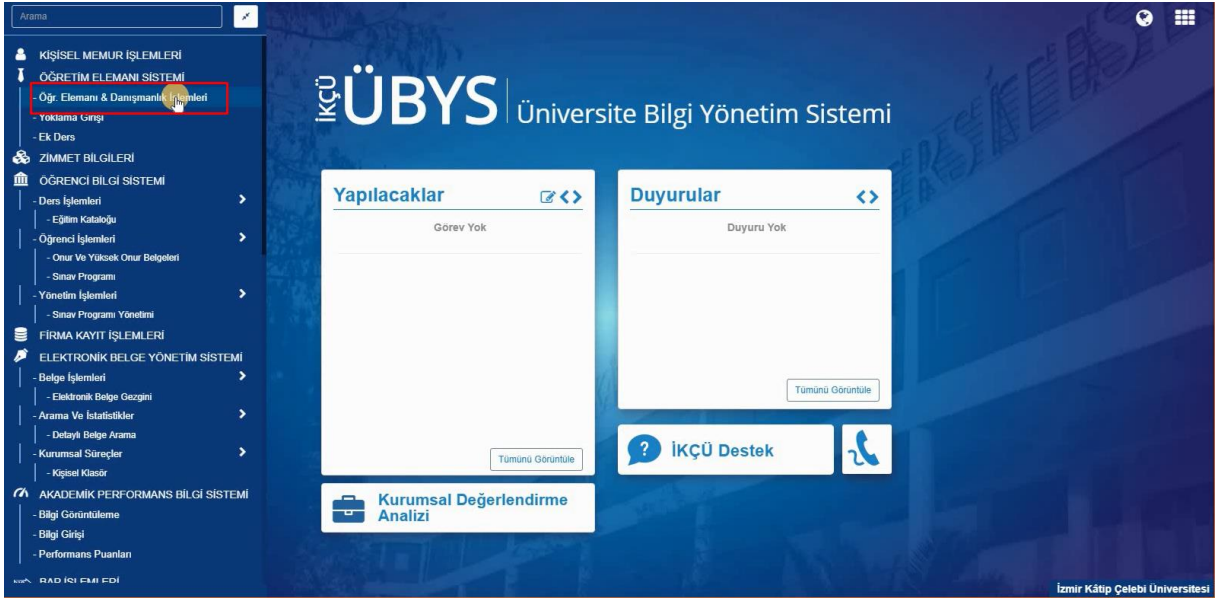 Arama
KİŞİSEL MEMUR İŞLEMLERİ
ÖĞRETİM ELEMANI SİSTEMİ
- Öğr. Elemanı & Danışmanlık İşlemleri
- Yoklama Girişi
- Ek Ders
ZİMMET BİLGİLERİ
ÖĞRENCİ BİLGİ SİSTEMİ
- Ders İşlemleri
- Eğitim Kataloğu
- Öğrenci İşlemleri
- Onur Ve Yüksek Onur Belgeleri
- Sınav Programı
- Yönetim İşlemleri
- Sınav Programı Yönetimi
FİRMA KAYIT İŞLEMLERİ
ELEKTRONİK BELGE YÖNETİM SİSTEMİ
- Belge İşlemleri
- Elektronik Belge Gezgini
- Arama Ve İstatistikler
- Detaylı Belge Arama
- Kurumsal Süreçler
- Kişisel Klasör
AKADEMİK PERFORMANS BİLGİ SİSTEMİ
- Bilgi Görüntüleme
- Bilgi Girişi
- Performans Puanları
BAP İŞLEMLERİ
İKÇÜ ÜBYS Üniversite Bilgi Yönetim Sistemi
Yapılacaklar
Görev Yok
Tümünü Görüntüle
Kurumsal Değerlendirme
Analizi
Duyurular
Duyuru Yok
Tümünü Görüntüle
İKÇÜ Destek
İzmir Kâtip Çelebi Üniversitesi